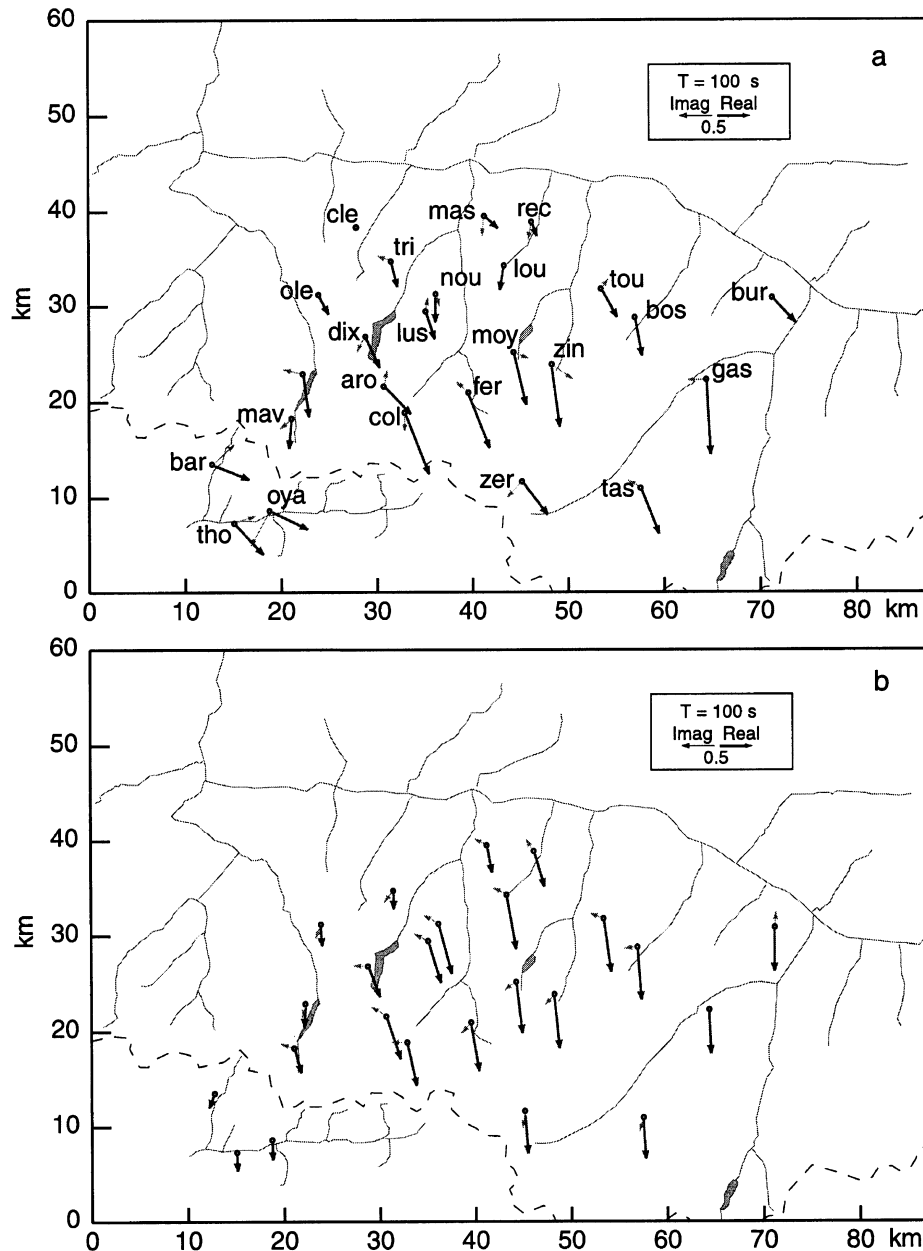 60
a
T = 100 s
Imag Real
0.5
50
40
cle
mas
rec
tri
nou
lou
tou
30
km
ole
dix
lus
moy
zin
bos
bur
20
aro
col
fer
gas
mav
bar
10
oya
zer
tas
tho
0
0 10 20 30 40 50 60 70 80 km
60
b
T = 100 s
Imag Real
0.5
50
40
30
km
20
10
0
0 10 20 30 40 50 60 70 80 km